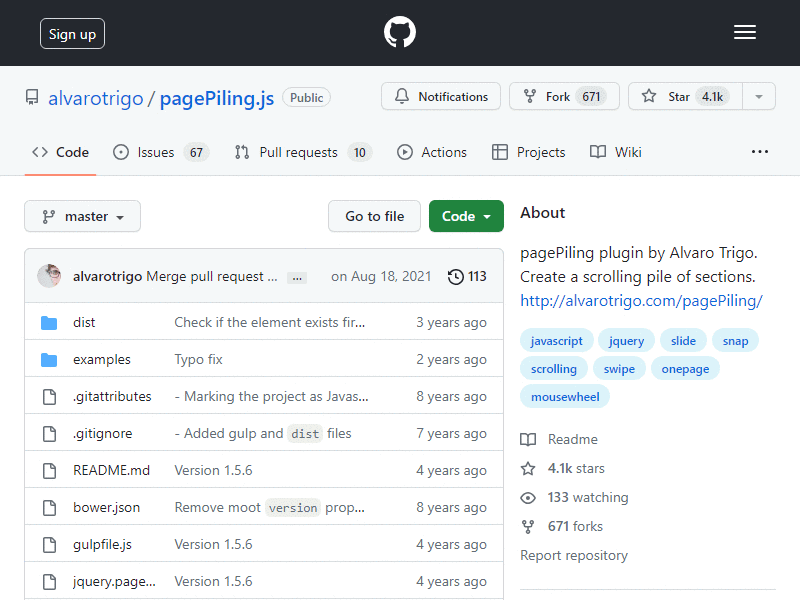 Sign up
alvarotrigo / pagePiling.js Public
Notifications Fork 671 Star 4.1k
Code Issues 67 Pull requests 10 Actions Projects Wiki ...
master Go to file Code
alvarotrigo Merge pull request ... ... on Aug 18, 2021 113
dist Check if the element exists fir... 3 years ago
examples Typo fix 2 years ago
.gitattributes - Marking the project as Javas... 8 years ago
.gitignore - Added gulp and dist files 7 years ago
README.md Version 1.5.6 4 years ago
bower.json Remove moot version prop... 8 years ago
gulpfile.js Version 1.5.6 4 years ago
jquery.page... Version 1.5.6 4 years ago
About
pagePiling plugin by Alvaro Trigo.
Create a scrolling pile of sections.
http://alvarotrigo.com/pagePiling/
javascript jquery slide snap
scrolling swipe onepage
mousewheel
Readme
4.1k stars
133 watching
671 forks
Report repository